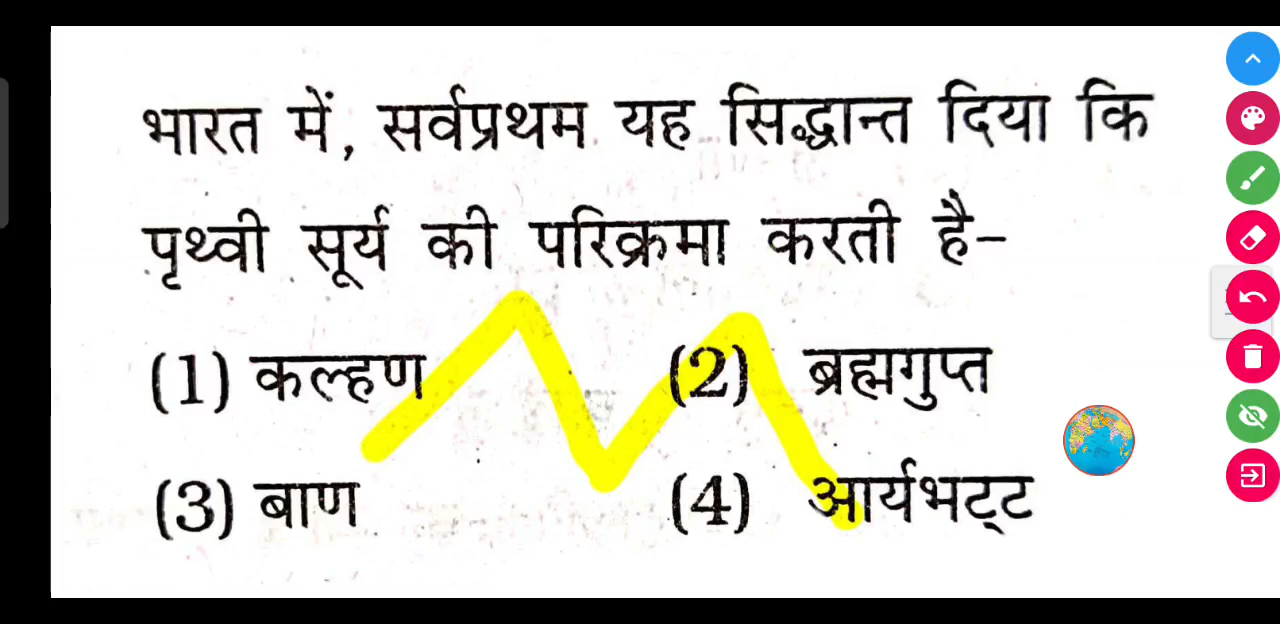 भारत में, सर्वप्रथम यह सिद्धान्त दिया कि
पृथ्वी सूर्य की परिक्रमा करती है–
(1) कल्हण (2) ब्रह्मगुप्त
(3) बाण (4) आर्यभट्‌ट